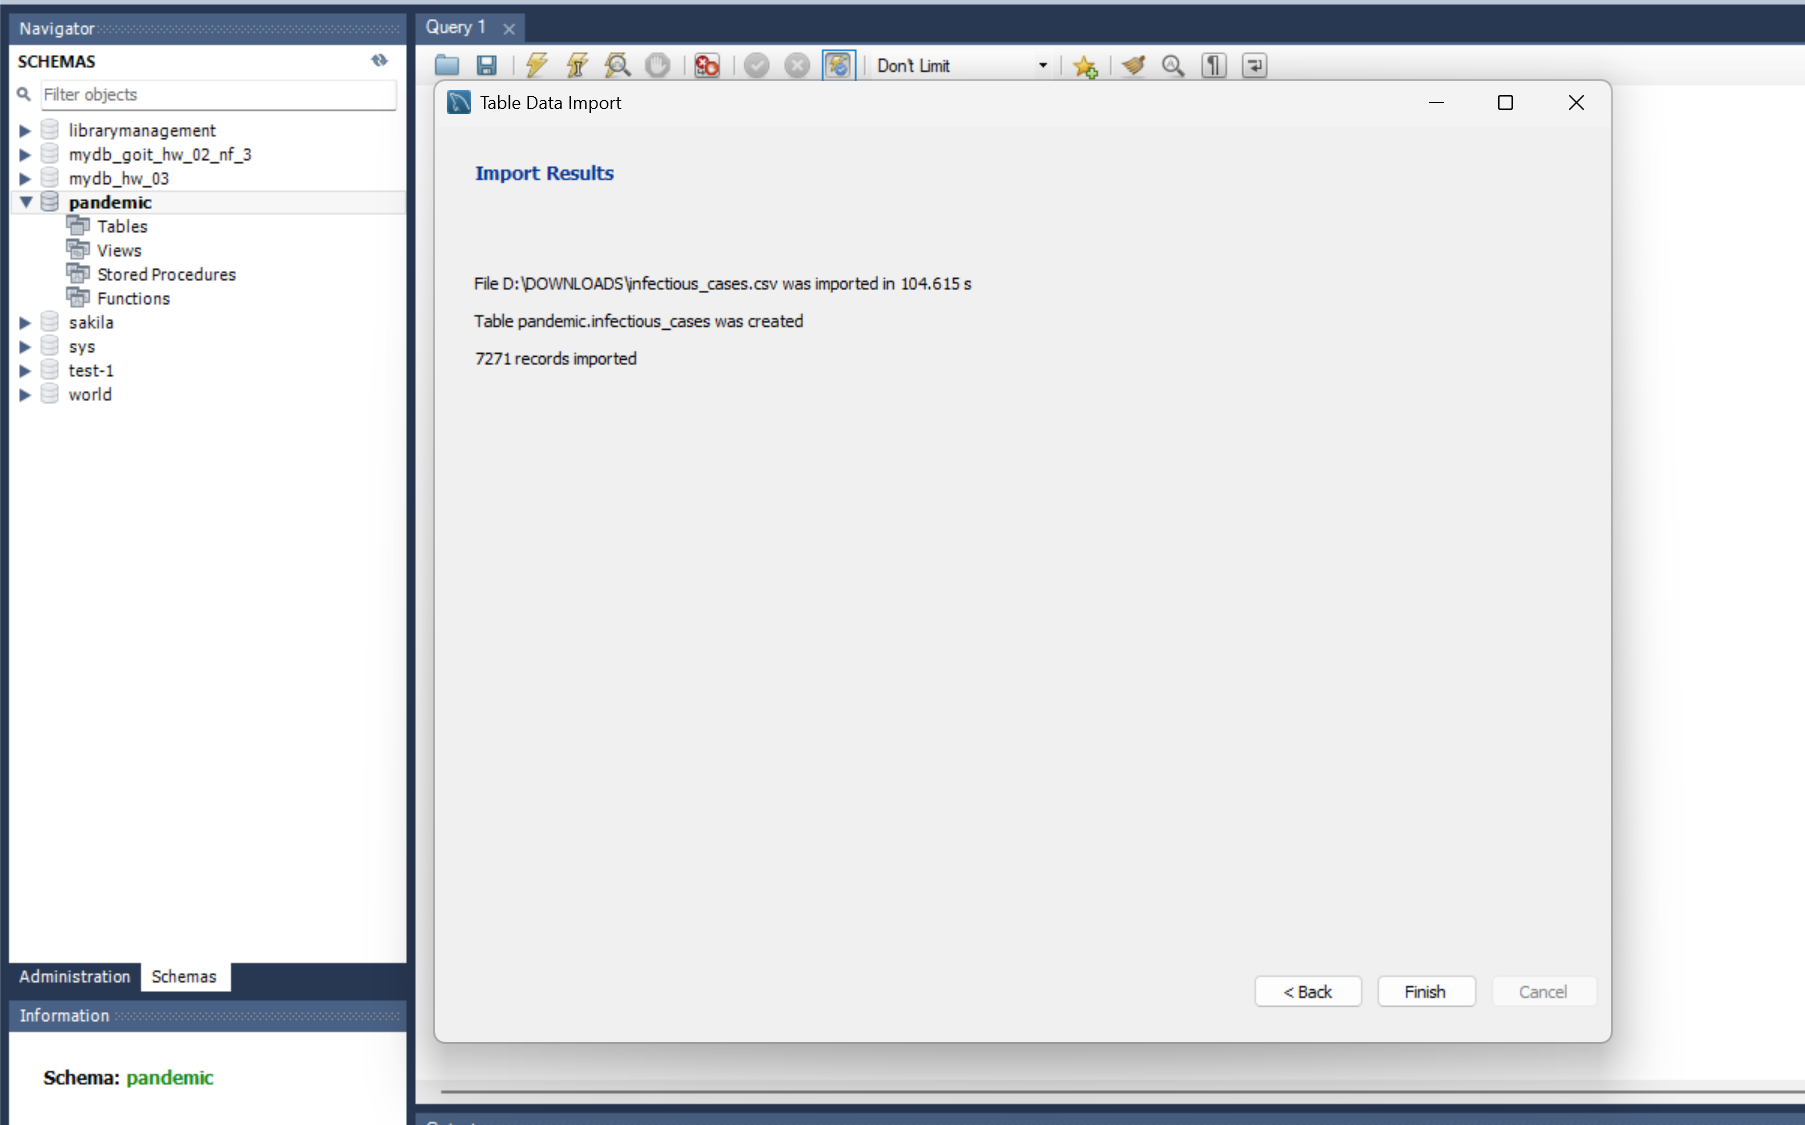 Navigator
SCHEMAS
Filter objects
librarymanagement
mydb_goit_hw_02_nf_3
mydb_hw_03
pandemic
Tables
Views
Stored Procedures
Functions
sakila
sys
test-1
world
Administration
Schemas
Information
Schema: pandemic
Query 1
Don't Limit
Table Data Import
Import Results
File D:\DOWNLOADS\infectious_cases.csv was imported in 104.615 s
Table pandemic.infectious_cases was created
7271 records imported
< Back
Finish
Cancel